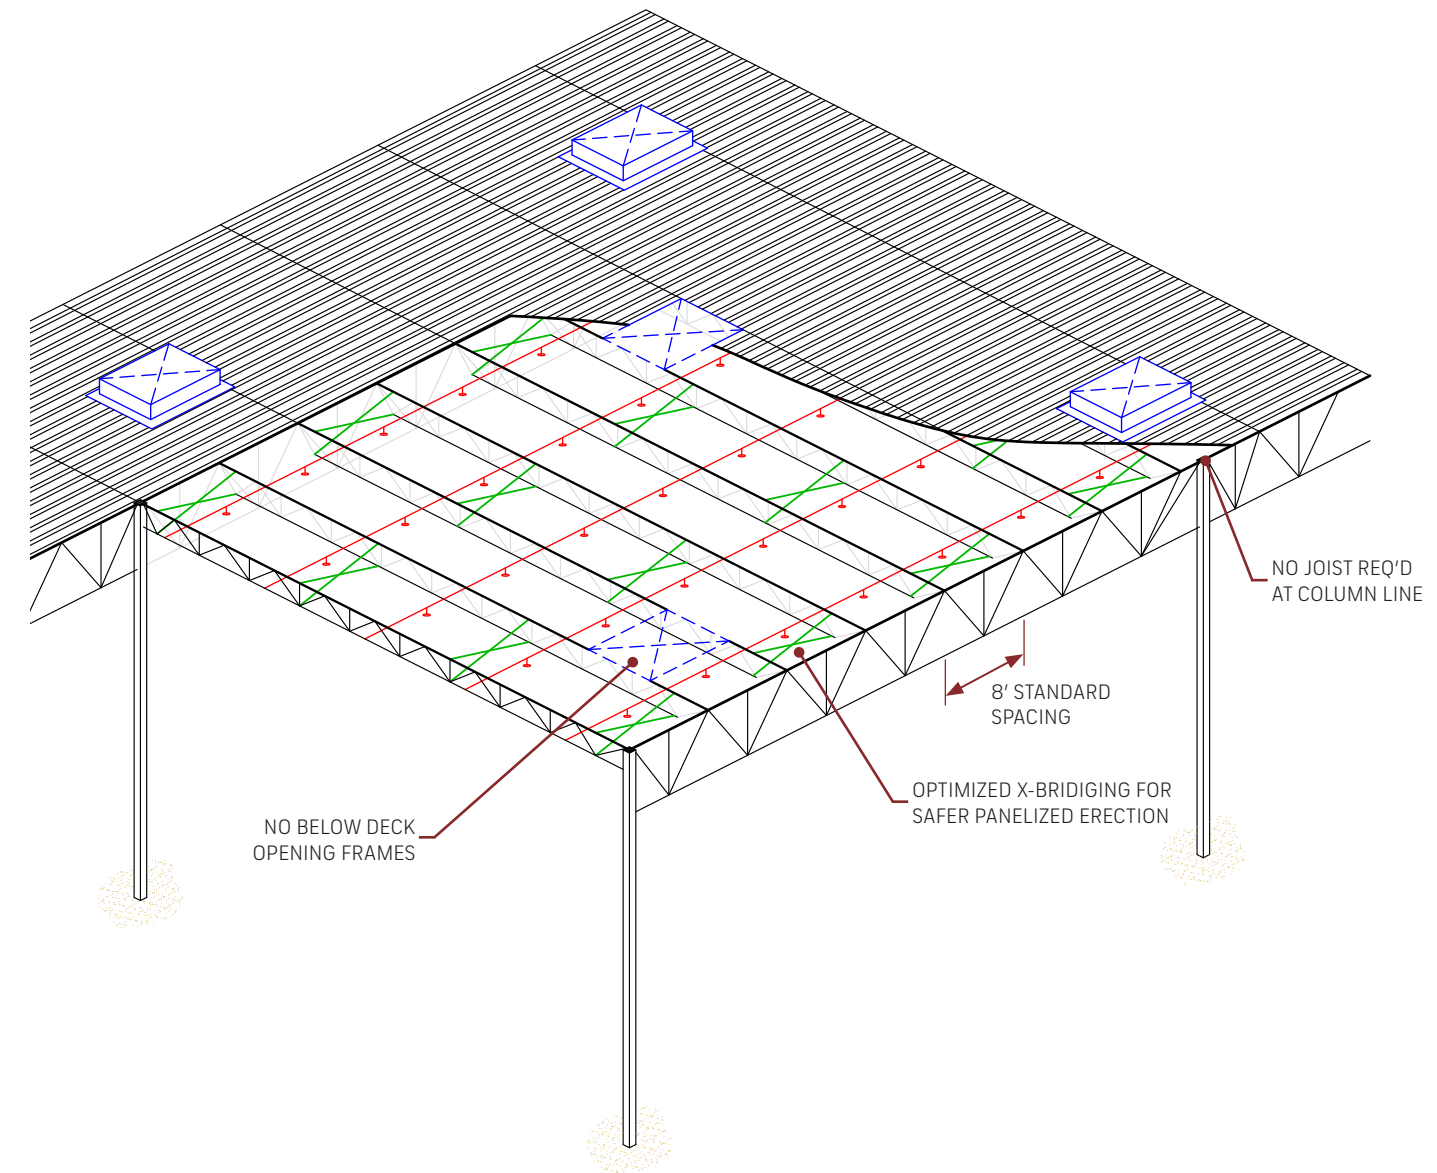 NO JOIST REQ'D
AT COLUMN LINE
8' STANDARD
SPACING
OPTIMIZED X-BRIDIGING FOR
SAFER PANELIZED ERECTION
NO BELOW DECK
OPENING FRAMES